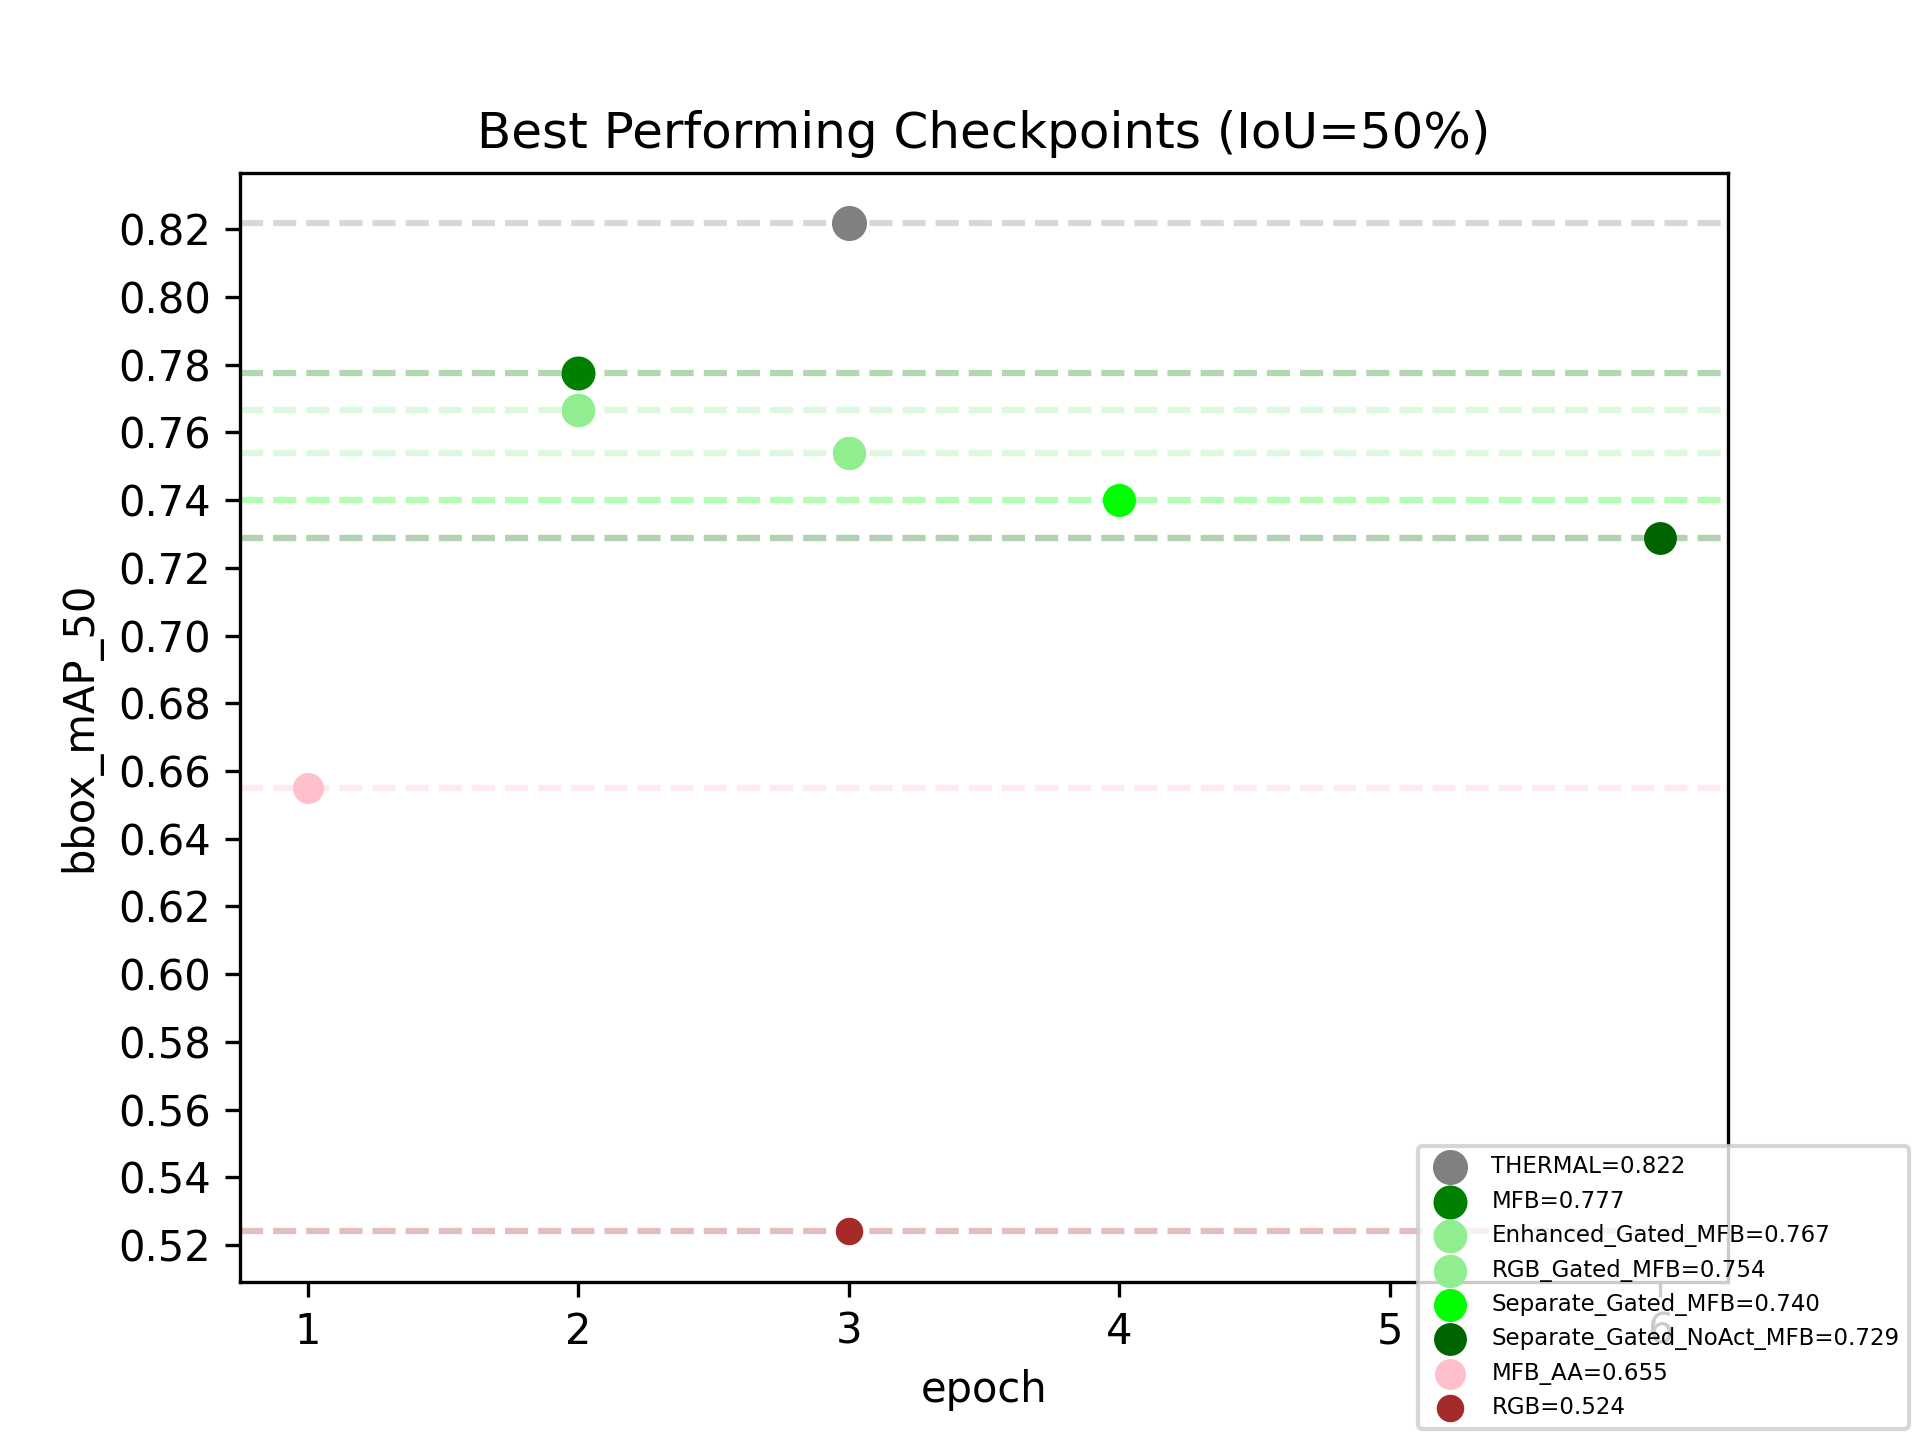 Best Performing Checkpoints (IoU=50%)
0.82
0.80
0.78
0.76
0.74
0.72
0.70
0.68
0.66
0.64
0.62
0.60
0.58
0.56
0.54
0.52
bbox_mAP_50
1 2 3 4 5 6
epoch
THERMAL=0.822
MFB=0.777
Enhanced_Gated_MFB=0.767
RGB_Gated_MFB=0.754
Separate_Gated_MFB=0.740
Separate_Gated_NoAct_MFB=0.729
MFB_AA=0.655
RGB=0.524